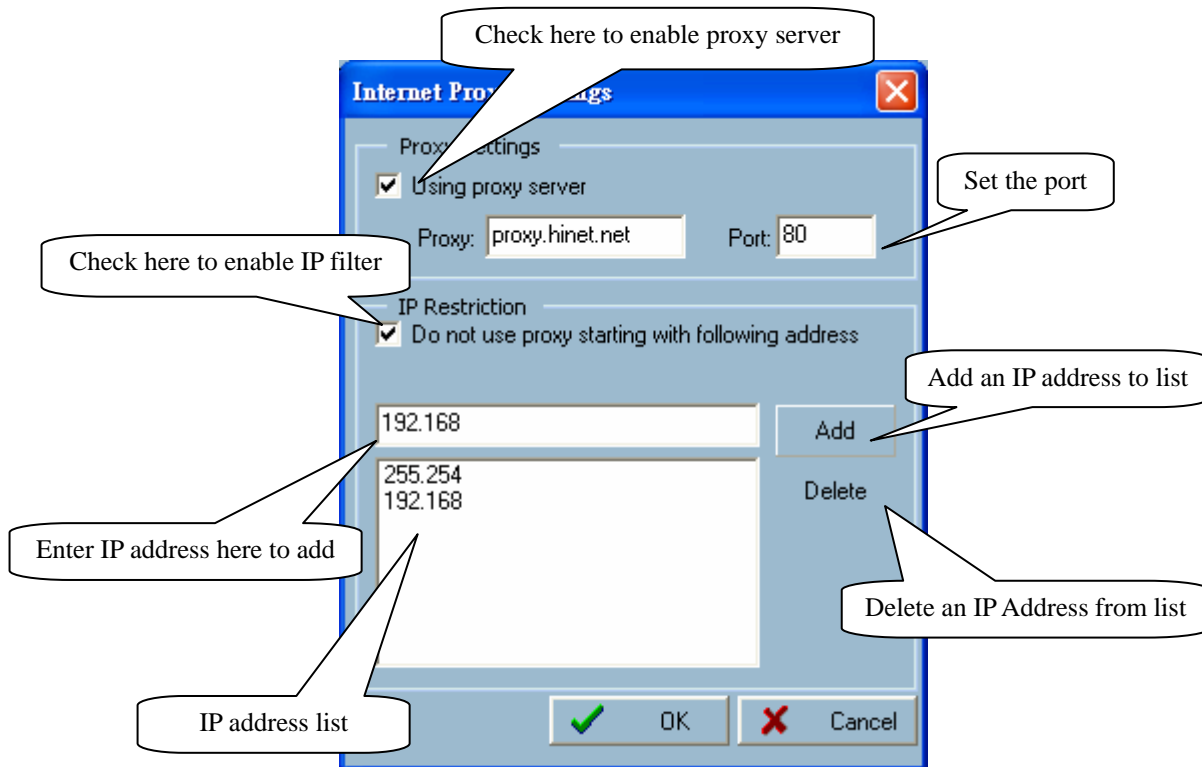 Check here to enable proxy server
Internet Pro ngs
Proxy ettings
Using proxy server
Set the port
Proxy: proxy.hinet.net Port: 80
Check here to enable IP filter
IP Restriction
Do not use proxy starting with following address
Add an IP address to list
192.168 Add
255.254
192.168
Delete
Enter IP address here to add
Delete an IP Address from list
IP address list
OK Cancel